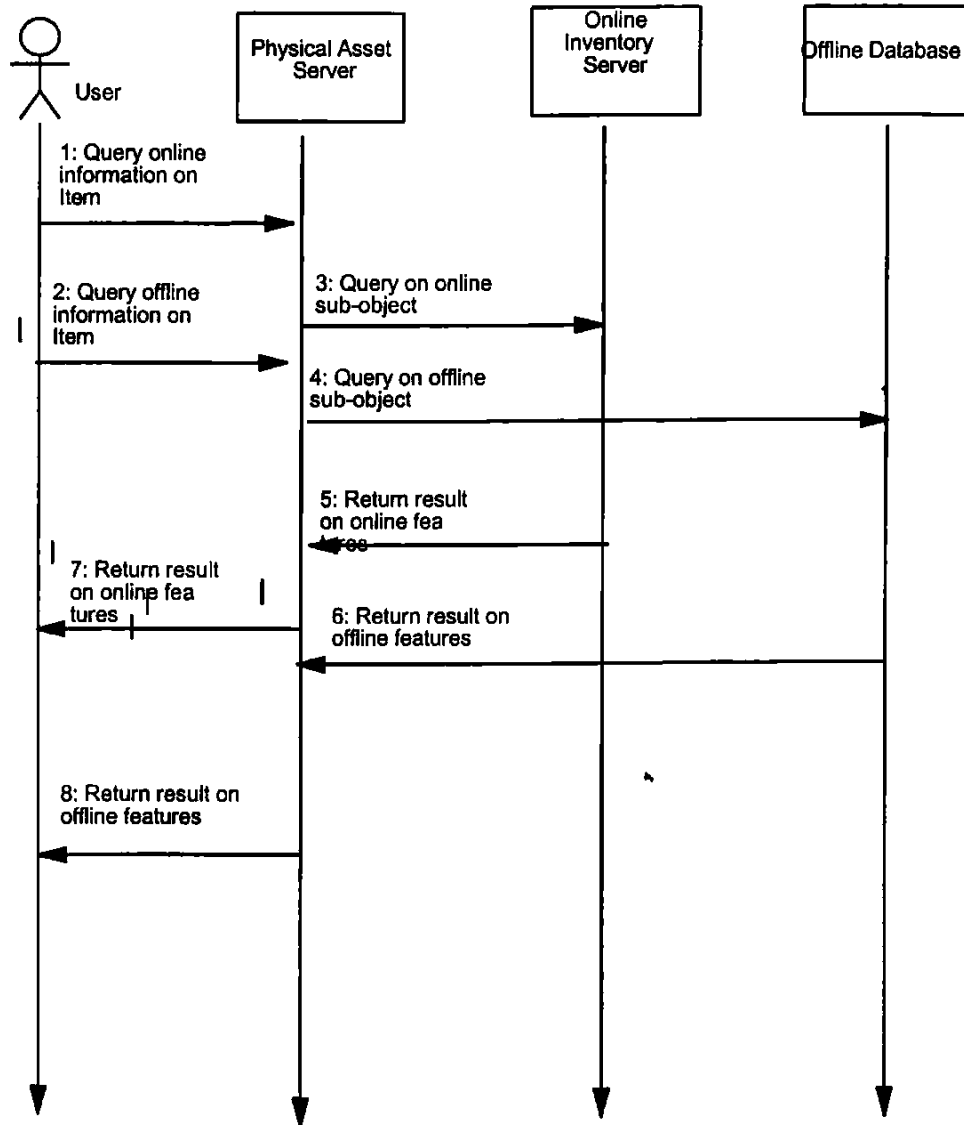 User
Physical Asset
Server
Online
Inventory
Server
Offline Database
1: Query online
information on
Item
2: Query offline
information on
Item
3: Query on online
sub-object
4: Query on offline
sub-object
5: Return result
on online fea
tures
7: Return result
on online fea
tures
6: Return result on
offline features
8: Return result on
offline features